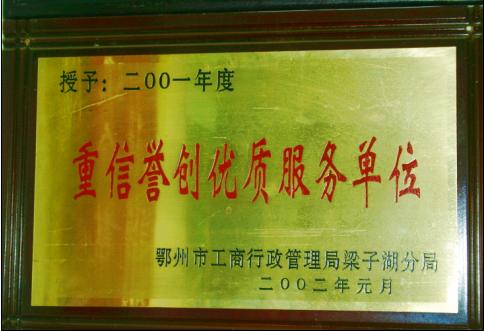 授予：二00一年度
重信誉创优质服务单位
鄂州市工商行政管理局梁子湖分局
二00二年元月